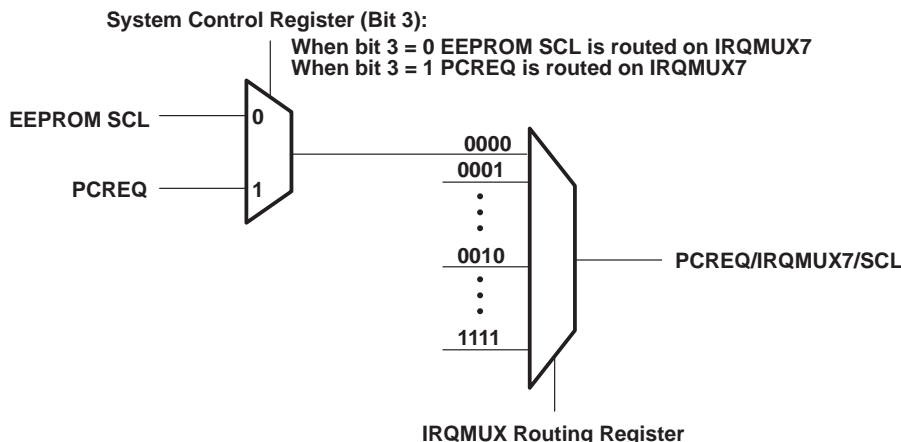 System Control Register (Bit 3):
When bit 3 = 0 EEPROM SCL is routed on IRQMUX7
When bit 3 = 1 PCREQ is routed on IRQMUX7
EEPROM SCL
0
PCREQ
1
0000
0001
0010
1111
PCREQ/IRQMUX7/SCL
IRQMUX Routing Register